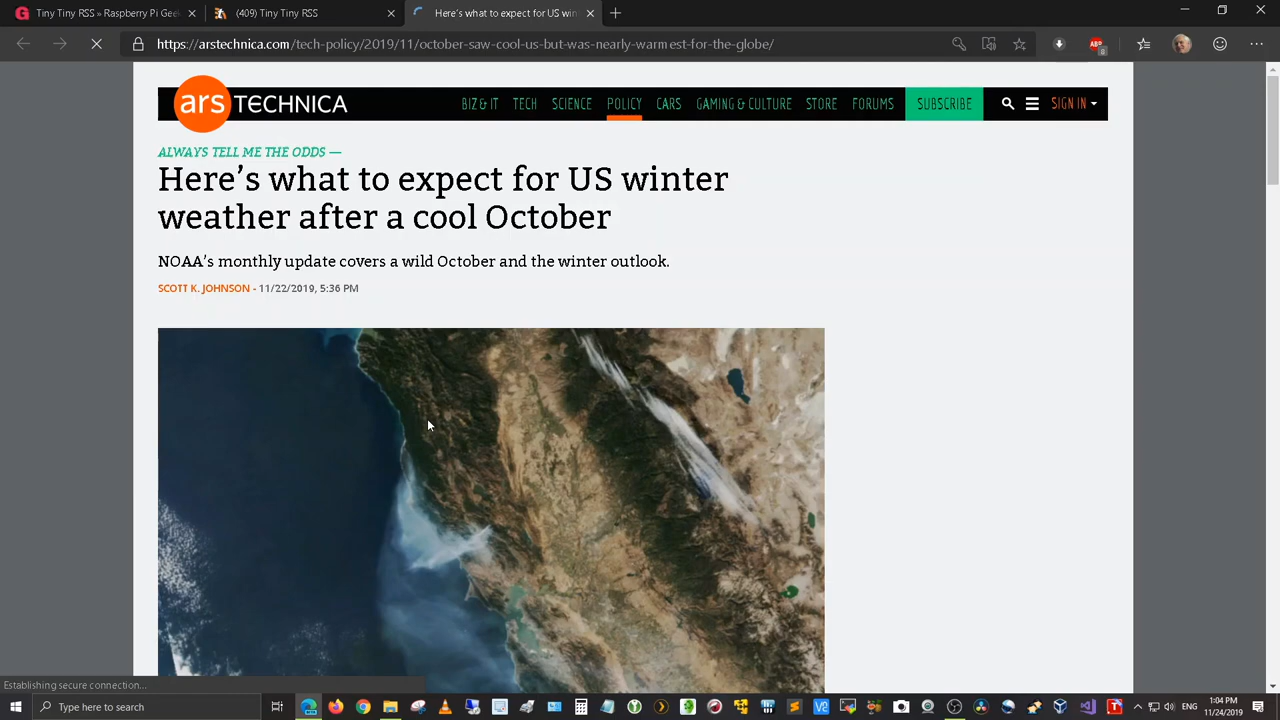 Tiny Tiny RSS » Raspberry Pi Geek
(409) Tiny Tiny RSS
Here's what to expect for US win
https://arstechnica.com/tech-policy/2019/11/october-saw-cool-us-but-was-nearly-warmest-for-the-globe/
ABP
ars TECHNICA
BIZ & IT TECH SCIENCE POLICY CARS GAMING & CULTURE STORE FORUMS SUBSCRIBE SIGN IN
ALWAYS TELL ME THE ODDS —
Here’s what to expect for US winter
weather after a cool October
NOAA’s monthly update covers a wild October and the winter outlook.
SCOTT K. JOHNSON - 11/22/2019, 5:36 PM
Establishing secure connection...
Type here to search
1:04 PM
11/24/2019